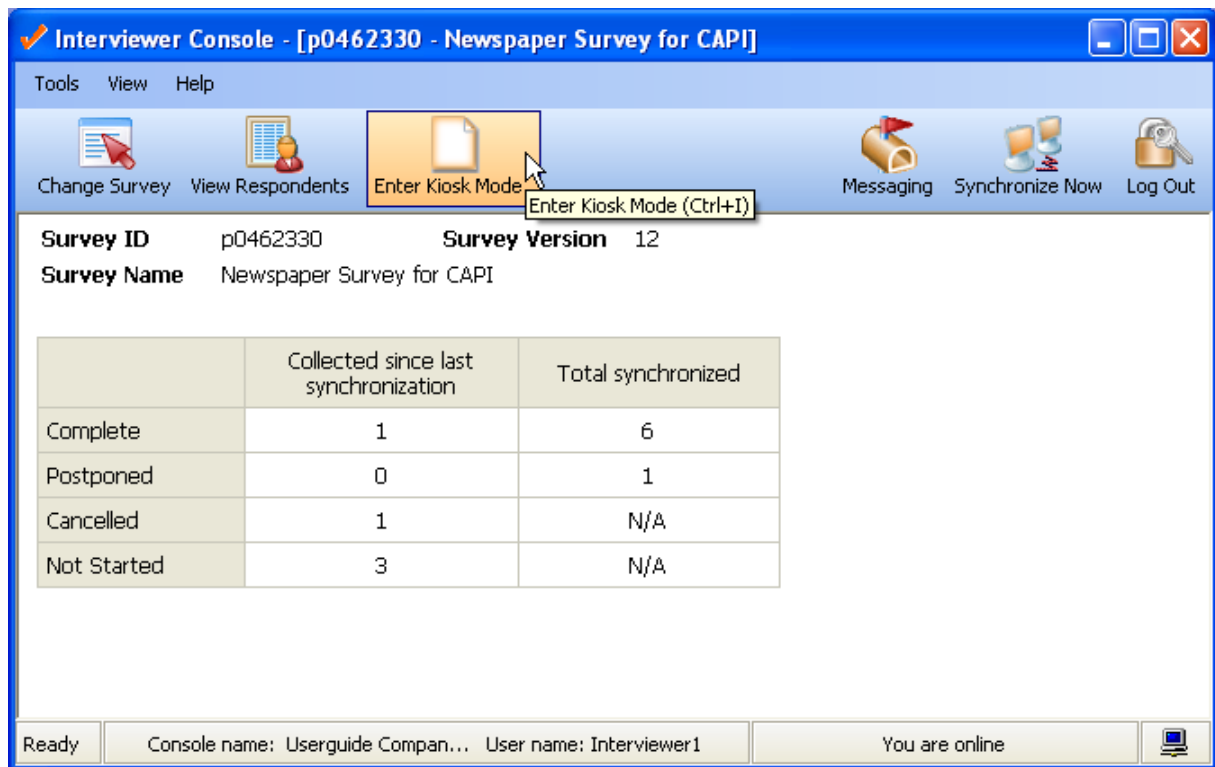 Interviewer Console - [p0462330 - Newspaper Survey for CAPI]
Tools View Help
Change Survey View Respondents Enter Kiosk Mode Messaging Synchronize Now Log Out
Enter Kiosk Mode (Ctrl+I)
Survey ID p0462330 Survey Version 12
Survey Name Newspaper Survey for CAPI
Collected since last
synchronization Total synchronized
Complete 1 6
Postponed 0 1
Cancelled 1 N/A
Not Started 3 N/A
Ready Console name: Userguide Compan... User name: Interviewer1 You are online